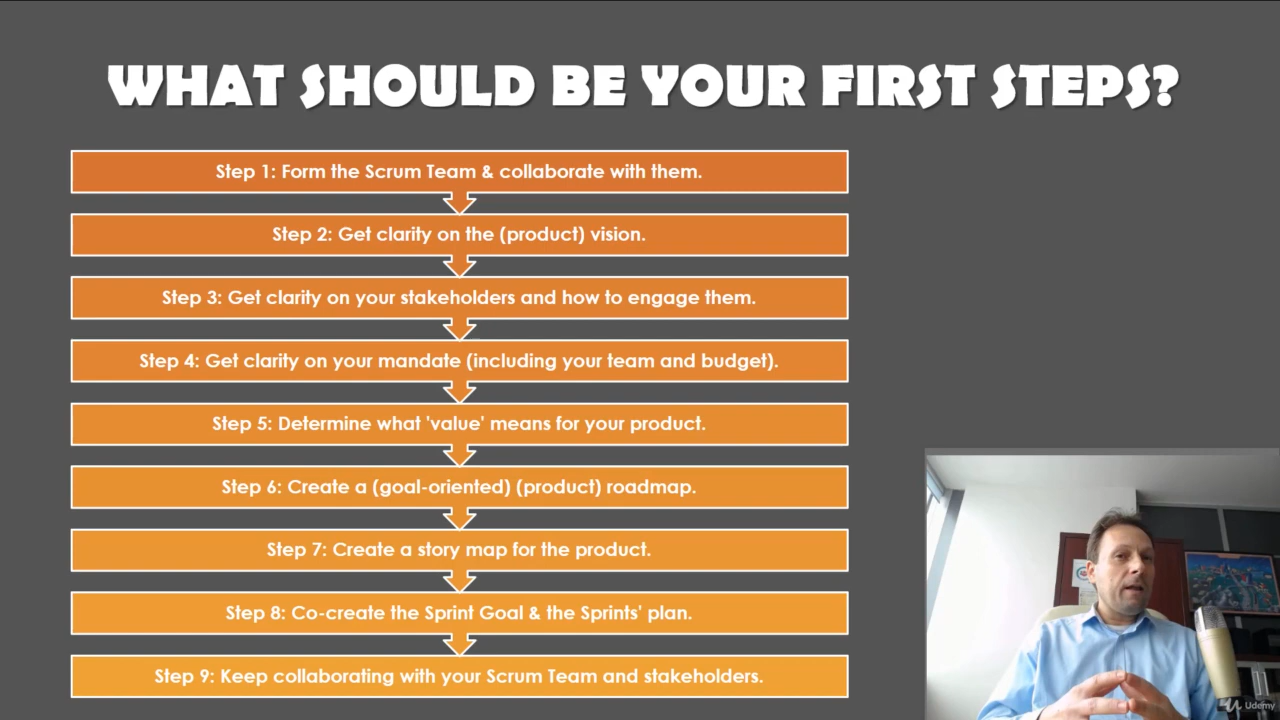 WHAT SHOULD BE YOUR FIRST STEPS?
Step 1: Form the Scrum Team & collaborate with them.
Step 2: Get clarity on the (product) vision.
Step 3: Get clarity on your stakeholders and how to engage them.
Step 4: Get clarity on your mandate (including your team and budget).
Step 5: Determine what 'value' means for your product.
Step 6: Create a (goal-oriented) (product) roadmap.
Step 7: Create a story map for the product.
Step 8: Co-create the Sprint Goal & the Sprints' plan.
Step 9: Keep collaborating with your Scrum Team and stakeholders.
Udemy